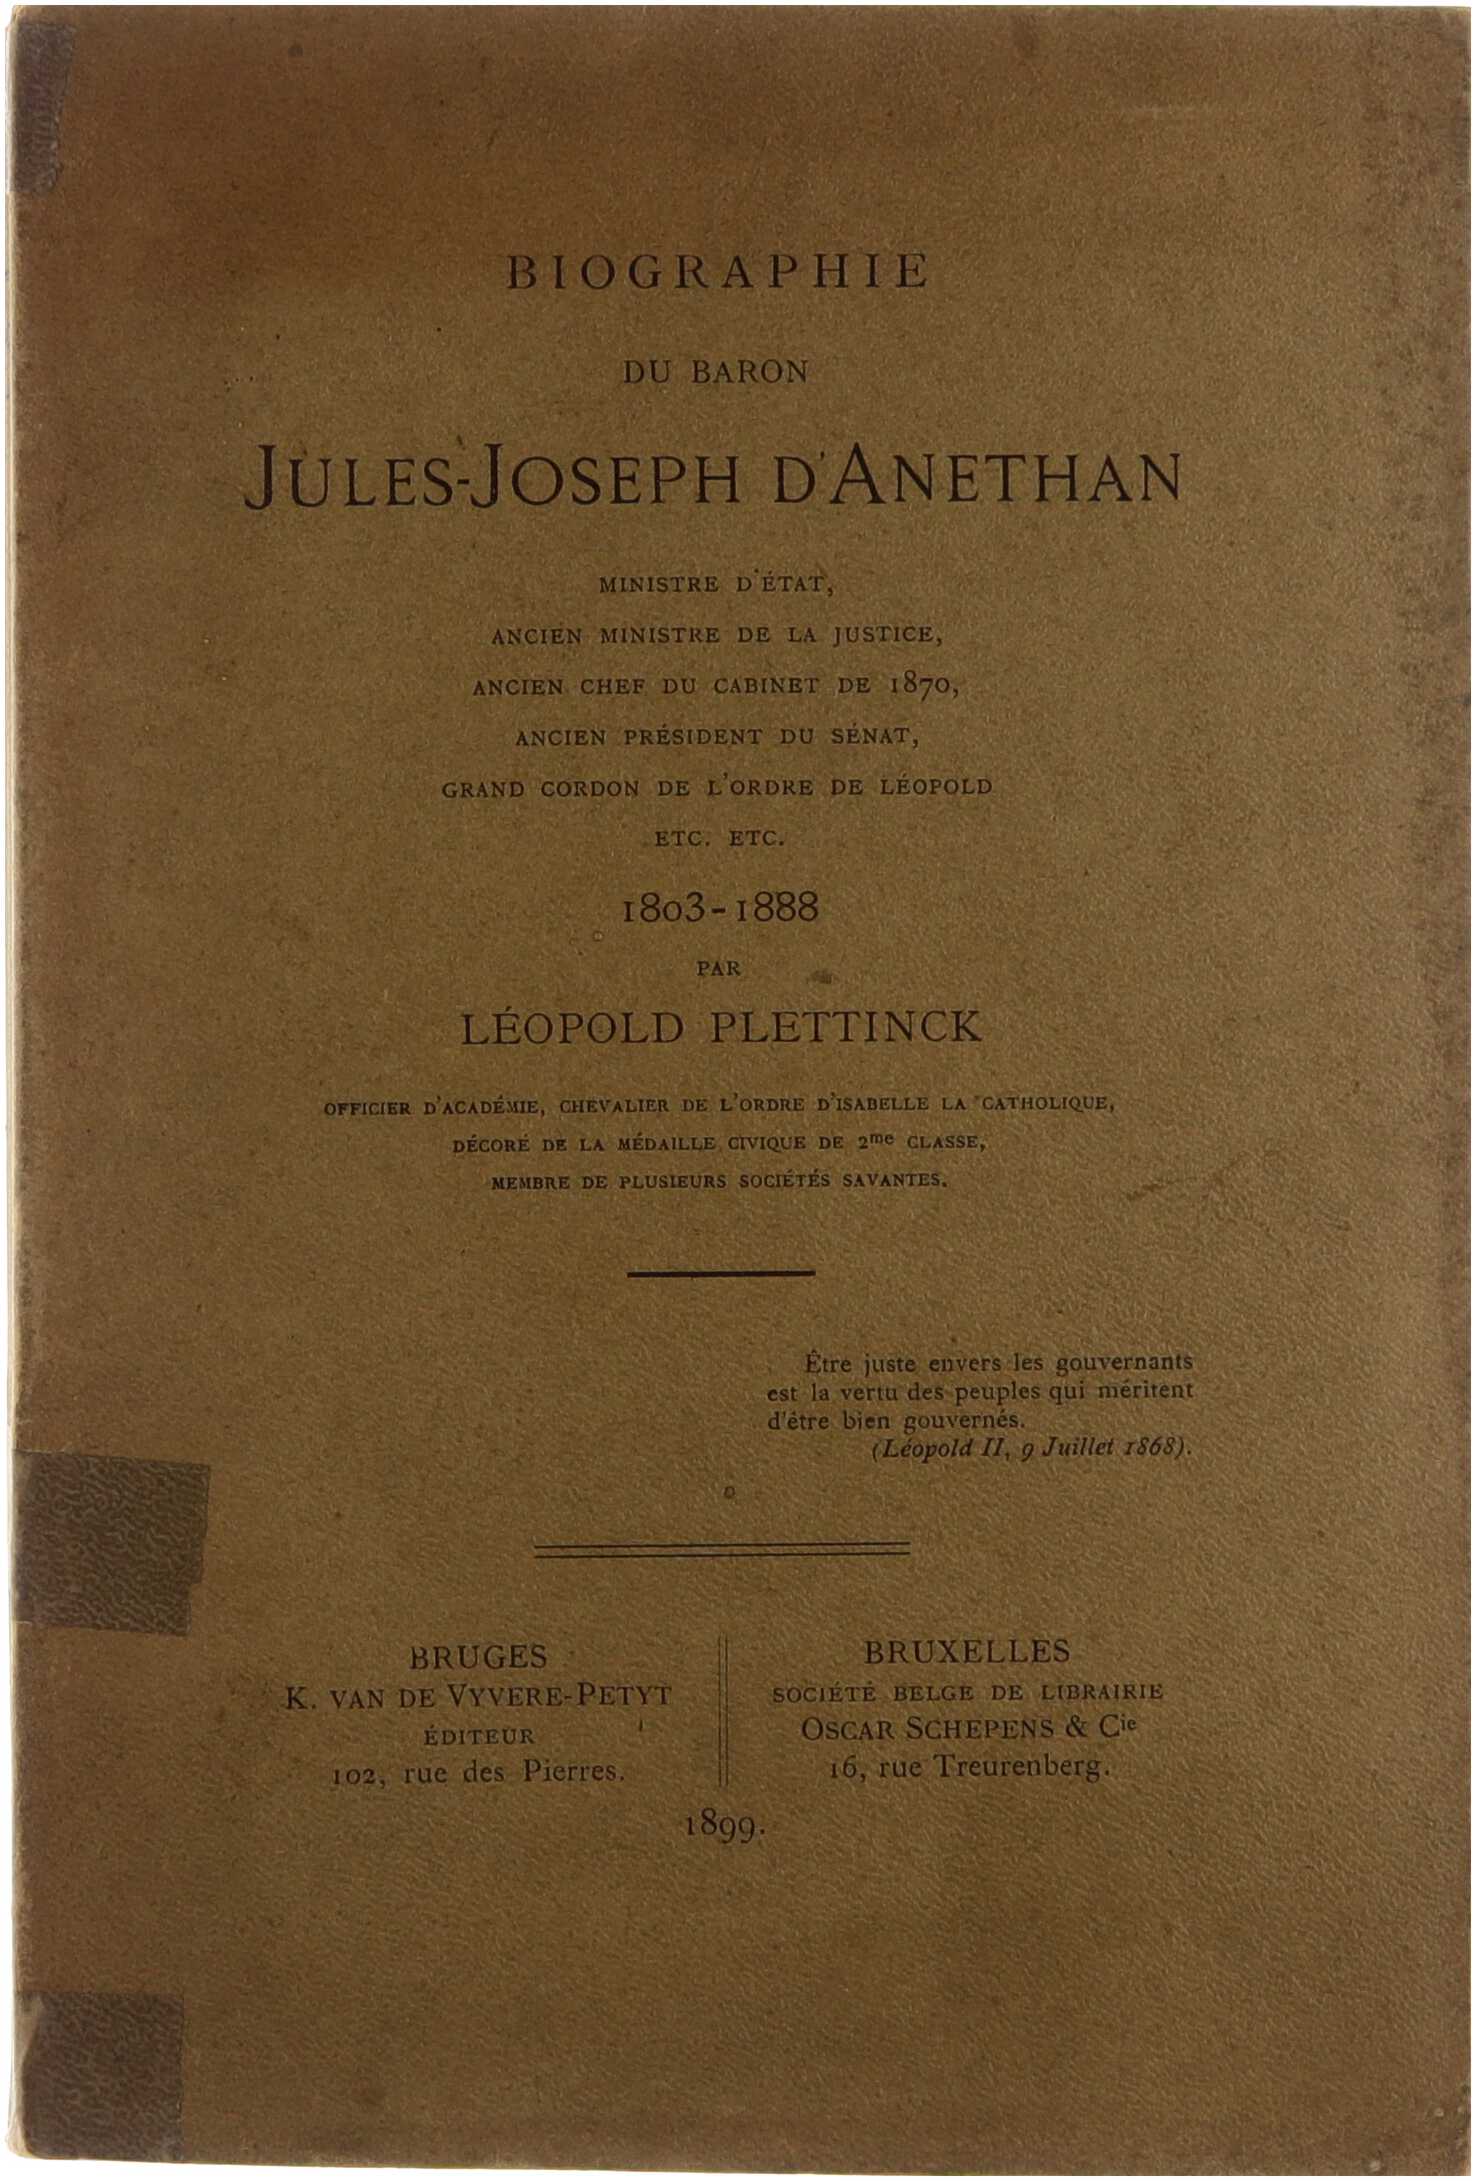 BIOGRAPHIE
DU BARON
JULES-JOSEPH D'ANETHAN
MINISTRE D'ÉTAT,
ANCIEN MINISTRE DE LA JUSTICE,
ANCIEN CHEF DU CABINET DE 1870,
ANCIEN PRÉSIDENT DU SÉNAT,
GRAND CORDON DE L'ORDRE DE LÉOPOLD
ETC. ETC.
1803-1888
PAR
LÉOPOLD PLETTINCK
OFFICIER D'ACADÉMIE, CHEVALIER DE L'ORDRE D'ISABELLE LA CATHOLIQUE,
DÉCORÉ DE LA MÉDAILLE CIVIQUE DE 2me CLASSE,
MEMBRE DE PLUSIEURS SOCIÉTÉS SAVANTES.
Être juste envers les gouvernants
est la vertu des peuples qui méritent
d'être bien gouvernés.
(Léopold II, 9 Juillet 1868).
BRUGES
K. VAN DE VYVERE-PETYT
ÉDITEUR
102, rue des Pierres.
BRUXELLES
SOCIÉTÉ BELGE DE LIBRAIRIE
OSCAR SCHEPENS & Cie
16, rue Treurenberg.
1899.